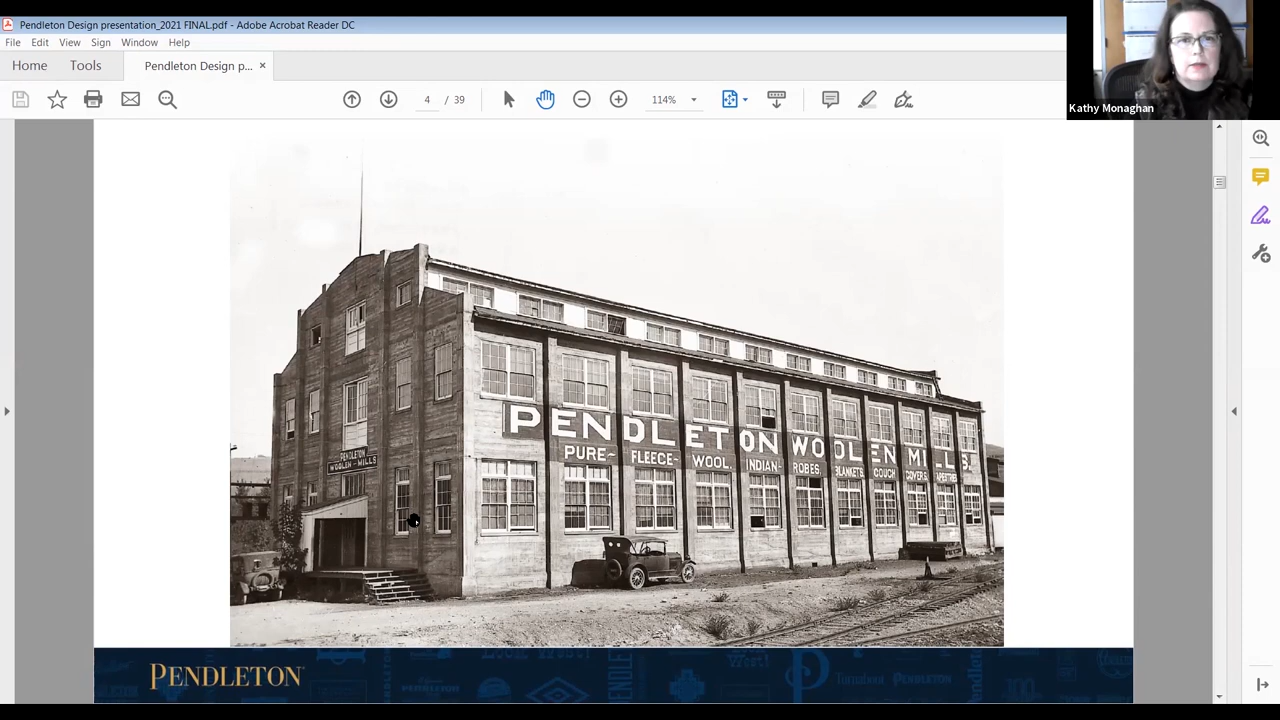 Pendleton Design presentation_2021 FINAL.pdf - Adobe Acrobat Reader DC
File Edit View Sign Window Help
Home Tools Pendleton Design p... ×
4 / 39 114%
Kathy Monaghan
PENDLETON WOOLEN MILLS.
PURE~ FLEECE~ WOOL. INDIAN~ ROBES. BLANKETS. COUCH COVERS. TAPESTRIES
PENDLETON
WOOLEN~MILLS
PENDLETON